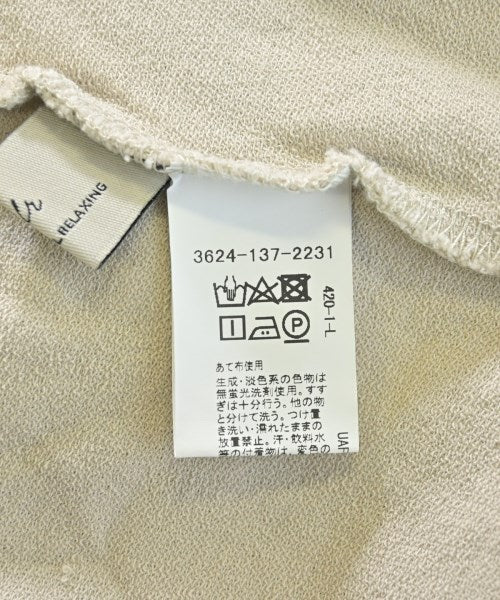 RELAXING
3624-137-2231
420-1-L
あて布使用
生成・淡色系の色物は
無蛍光洗剤使用。すす
ぎは十分行う。他の物
と分けて洗う。つけ置
き洗い・濡れたままの
放置禁止。汗・飲料水
等の付着物は、変色の
UAR